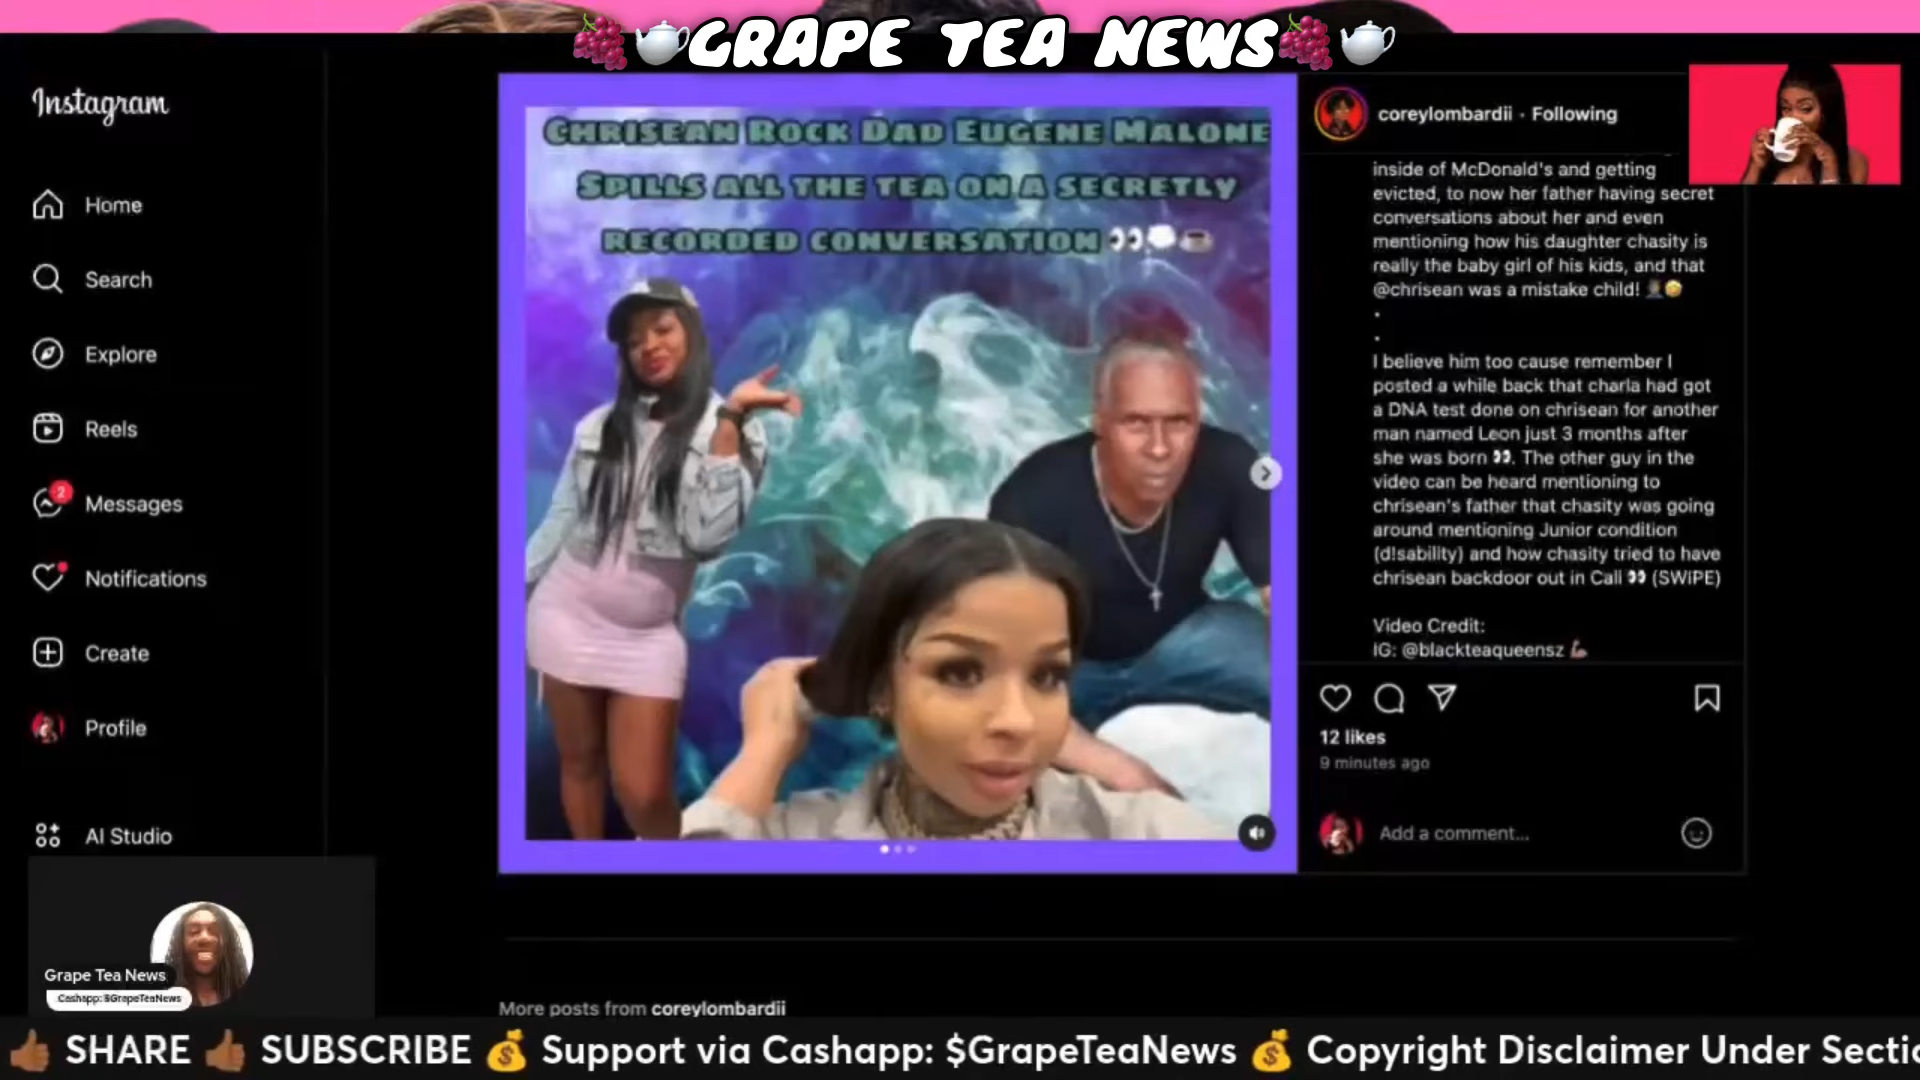 🍇🫖GRAPE TEA NEWS🍇🫖
Instagram
Home
Search
Explore
Reels
2
Messages
Notifications
Create
Profile
AI Studio
Grape Tea News
Cashapp: $GrapeTeaNews
CHRISEAN ROCK DAD EUGENE MALONE
SPILLS ALL THE TEA ON A SECRETLY
RECORDED CONVERSATION 👀💭☕
coreylombardii · Following
inside of McDonald's and getting
evicted, to now her father having secret
conversations about her and even
mentioning how his daughter chasity is
really the baby girl of his kids, and that
@chrisean was a mistake child!
.
.
I believe him too cause remember I
posted a while back that charla had got
a DNA test done on chrisean for another
man named Leon just 3 months after
she was born 👀. The other guy in the
video can be heard mentioning to
chrisean's father that chasity was going
around mentioning Junior condition
(d!sability) and how chasity tried to have
chrisean backdoor out in Cali 👀 (SWiPE)
Video Credit:
IG: @blackteaqueensz 💪🏾
12 likes
9 minutes ago
Add a comment...
More posts from coreylombardii
👍🏾 SHARE 👍🏾 SUBSCRIBE 💰 Support via Cashapp: $GrapeTeaNews 💰 Copyright Disclaimer Under Sectio